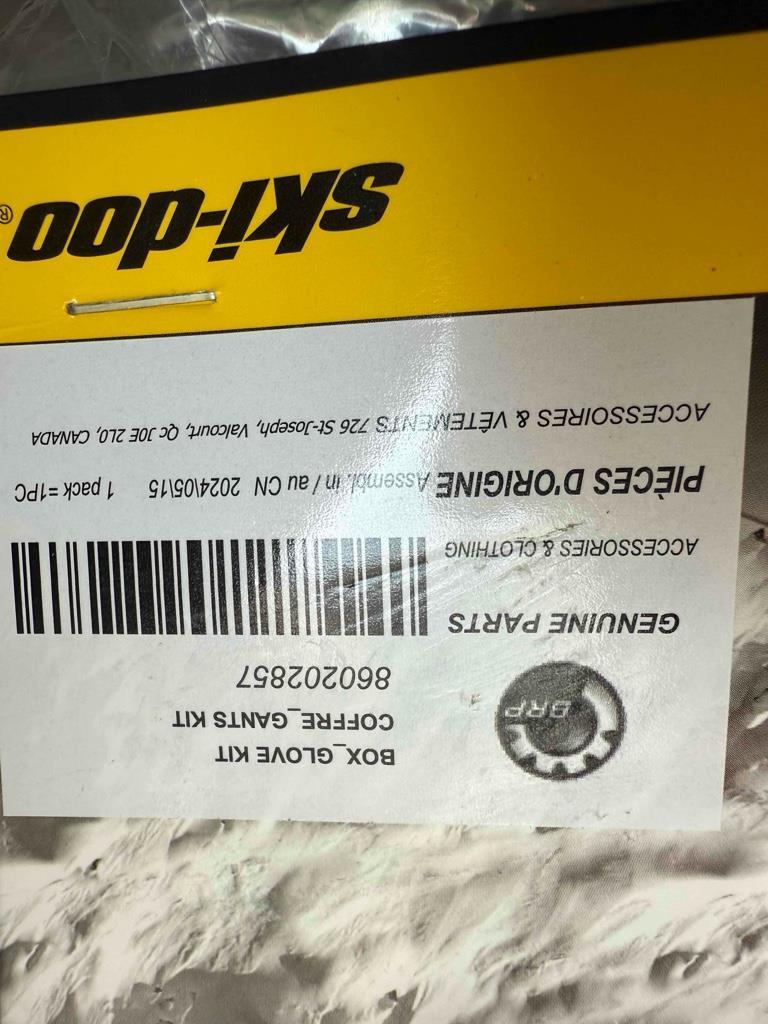 BOX_GLOVE KIT
COFFRE_GANTS KIT
860202857
BRP
GENUINE PARTS
ACCESSORIES & CLOTHING
PIÈCES D'ORIGINE Assembl. in / au CN 2024\05\15 1 pack =1PC
ACCESSOIRES & VÊTEMENTS 726 St-Joseph, Valcourt, Qc J0E 2L0, CANADA
ski-doo®